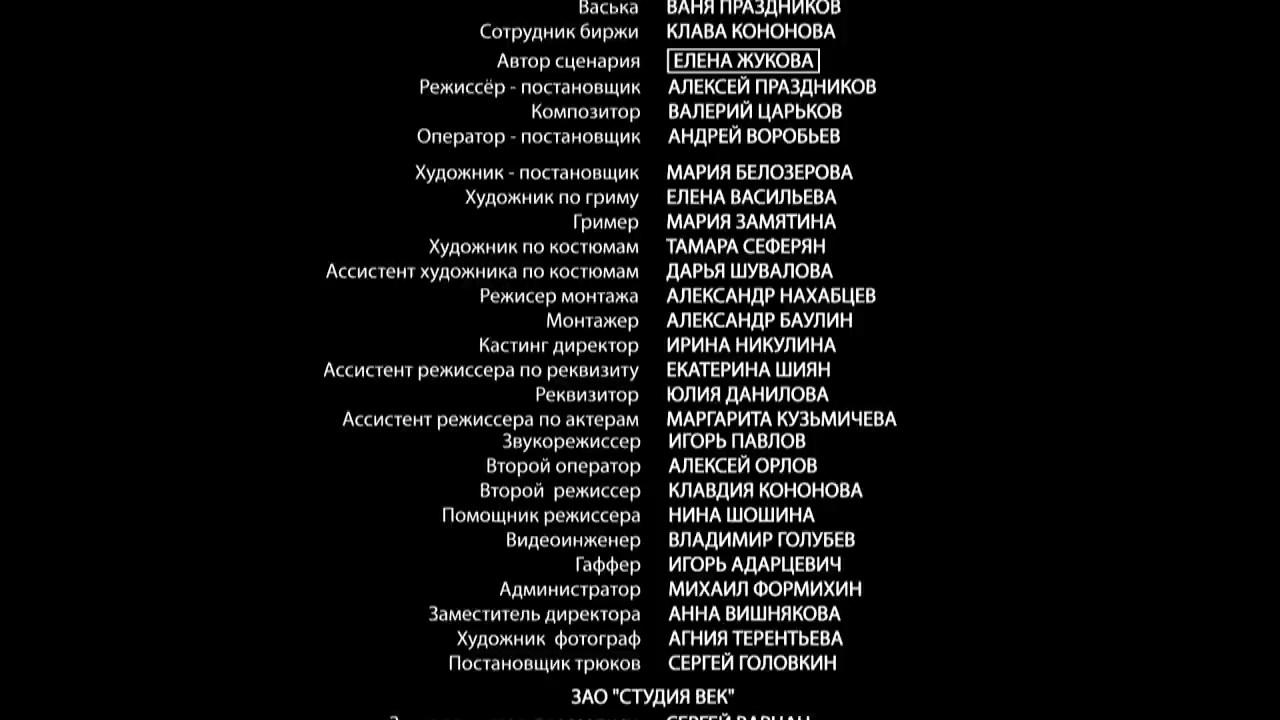 Васька ВАНЯ ПРАЗДНИКОВ
Сотрудник биржи КЛАВА КОНОНОВА
Автор сценария ЕЛЕНА ЖУКОВА
Режиссёр - постановщик АЛЕКСЕЙ ПРАЗДНИКОВ
Композитор ВАЛЕРИЙ ЦАРЬКОВ
Оператор - постановщик АНДРЕЙ ВОРОБЬЕВ
Художник - постановщик МАРИЯ БЕЛОЗЕРОВА
Художник по гриму ЕЛЕНА ВАСИЛЬЕВА
Гример МАРИЯ ЗАМЯТИНА
Художник по костюмам ТАМАРА СЕФЕРЯН
Ассистент художника по костюмам ДАРЬЯ ШУВАЛОВА
Режисер монтажа АЛЕКСАНДР НАХАБЦЕВ
Монтажер АЛЕКСАНДР БАУЛИН
Кастинг директор ИРИНА НИКУЛИНА
Ассистент режиссера по реквизиту ЕКАТЕРИНА ШИЯН
Реквизитор ЮЛИЯ ДАНИЛОВА
Ассистент режиссера по актерам МАРГАРИТА КУЗЬМИЧЕВА
Звукорежиссер ИГОРЬ ПАВЛОВ
Второй оператор АЛЕКСЕЙ ОРЛОВ
Второй режиссер КЛАВДИЯ КОНОНОВА
Помощник режиссера НИНА ШОШИНА
Видеоинженер ВЛАДИМИР ГОЛУБЕВ
Гаффер ИГОРЬ АДАРЦЕВИЧ
Администратор МИХАИЛ ФОРМИХИН
Заместитель директора АННА ВИШНЯКОВА
Художник фотограф АГНИЯ ТЕРЕНТЬЕВА
Постановщик трюков СЕРГЕЙ ГОЛОВКИН
ЗАО "СТУДИЯ ВЕК"
СЕРГЕЙ